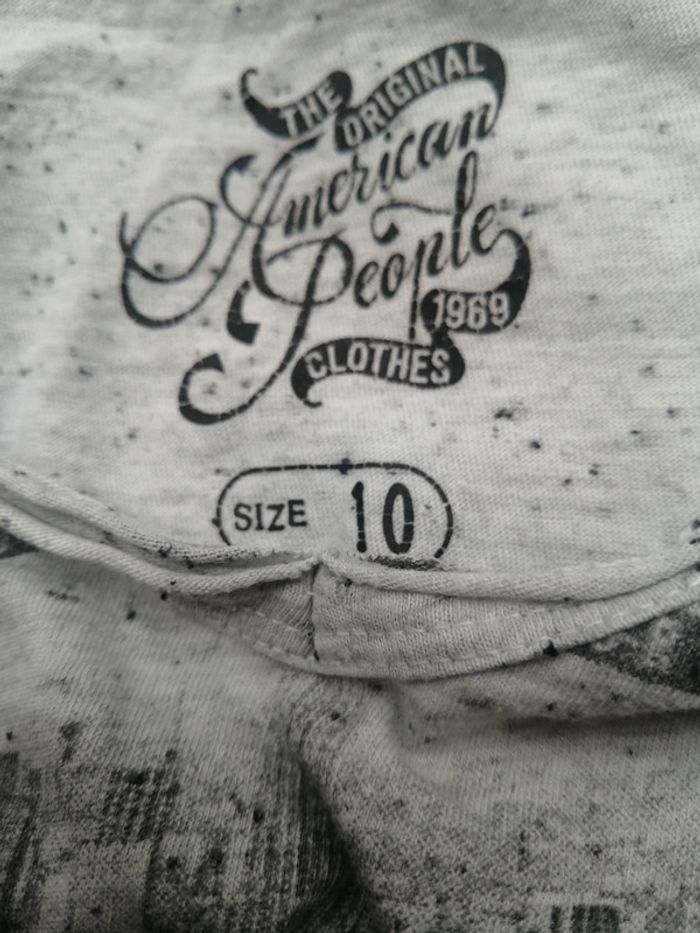 THE ORIGINAL
American
People
1969
CLOTHES
SIZE 10